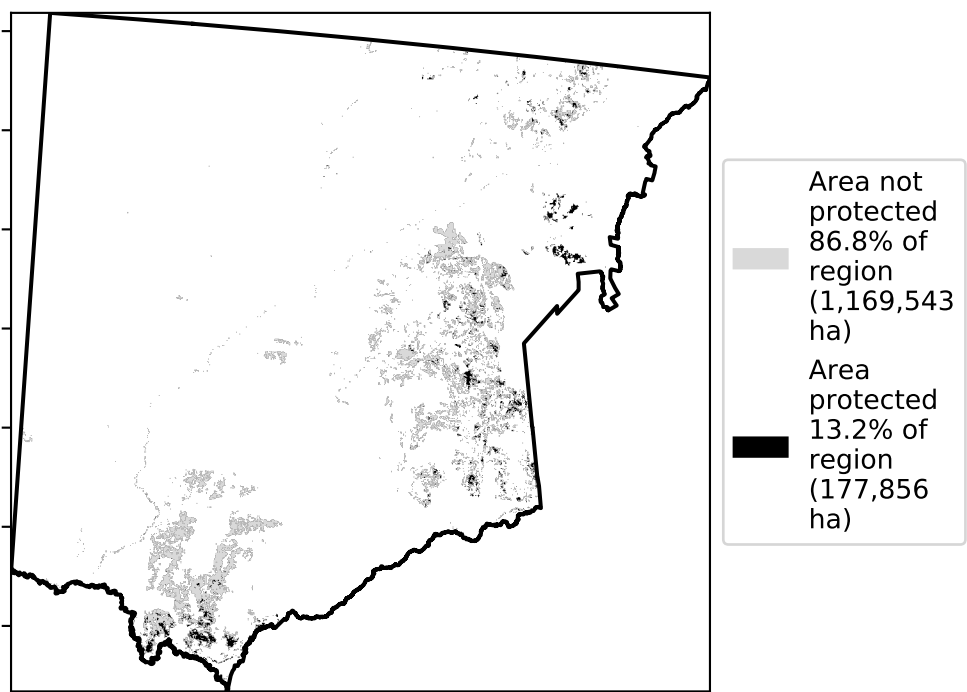 Area not
protected
86.8% of
region
(1,169,543
ha)
Area
protected
13.2% of
region
(177,856
ha)